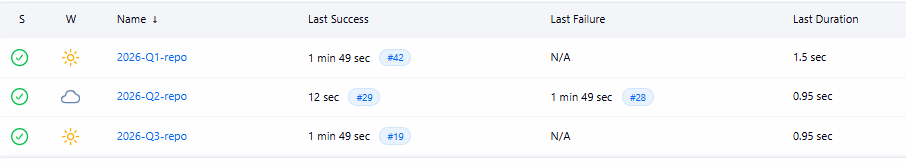 S W Name ↓ Last Success Last Failure Last Duration
2026-Q1-repo 1 min 49 sec #42 N/A 1.5 sec
2026-Q2-repo 12 sec #29 1 min 49 sec #28 0.95 sec
2026-Q3-repo 1 min 49 sec #19 N/A 0.95 sec